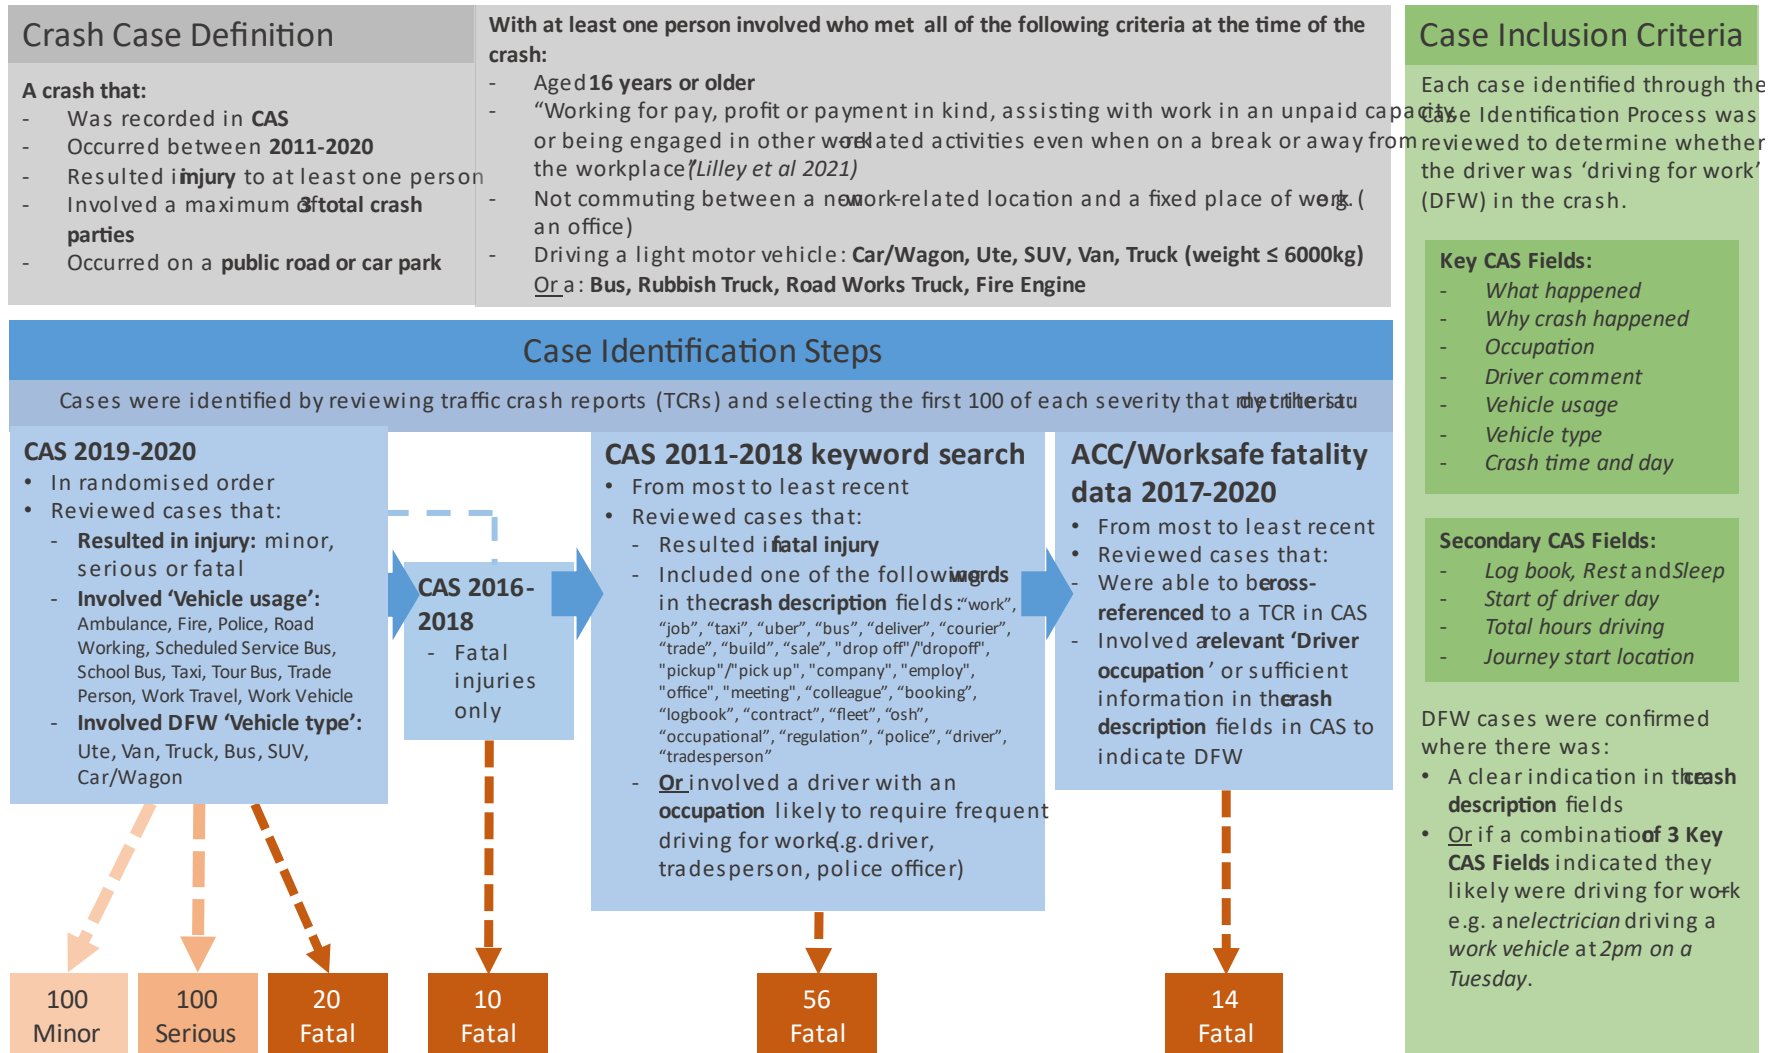 Crash Case Definition
A crash that:
- Was recorded in CAS
- Occurred between 2011-2020
- Resulted in injury to at least one person
- Involved a maximum of 3 total crash
parties
- Occurred on a public road or car park
With at least one person involved who met all of the following criteria at the time of the
crash:
- Aged 16 years or older
- “Working for pay, profit or payment in kind, assisting with work in an unpaid capacity
or being engaged in other work-related activities even when on a break or away from
the workplace” (Lilley et al 2021)
- Not commuting between a non-work-related location and a fixed place of work (e.g.
an office)
- Driving a light motor vehicle: Car/Wagon, Ute, SUV, Van, Truck (weight ≤ 6000kg)
Or a: Bus, Rubbish Truck, Road Works Truck, Fire Engine
Case Identification Steps
Cases were identified by reviewing traffic crash reports (TCRs) and selecting the first 100 of each severity that met the study criteria:
CAS 2019-2020
• In randomised order
• Reviewed cases that:
- Resulted in injury: minor,
serious or fatal
- Involved ‘Vehicle usage’:
Ambulance, Fire, Police, Road
Working, Scheduled Service Bus,
School Bus, Taxi, Tour Bus, Trade
Person, Work Travel, Work Vehicle
- Involved DFW ‘Vehicle type’:
Ute, Van, Truck, Bus, SUV,
Car/Wagon
CAS 2016-
2018
- Fatal
injuries
only
CAS 2011-2018 keyword search
• From most to least recent
• Reviewed cases that:
- Resulted in fatal injury
- Included one of the following words
in the crash description fields: “work”,
“job”, “taxi”, “uber”, “bus”, “deliver”, “courier”,
“trade”, “build”, “sale”, "drop off"/"dropoff",
"pickup"/"pick up", "company", "employ",
"office", "meeting", “colleague”, “booking”,
“logbook”, “contract”, “fleet”, “osh”,
“occupational”, “regulation”, “police”, “driver”,
“tradesperson”
- Or involved a driver with an
occupation likely to require frequent
driving for work (e.g. driver,
tradesperson, police officer)
ACC/Worksafe fatality
data 2017-2020
• From most to least recent
• Reviewed cases that:
- Were able to be cross-
referenced to a TCR in CAS
- Involved a relevant ‘Driver
occupation’ or sufficient
information in the crash
description fields in CAS to
indicate DFW
100
Minor
100
Serious
20
Fatal
10
Fatal
56
Fatal
14
Fatal
Case Inclusion Criteria
Each case identified through the
Case Identification Process was
reviewed to determine whether
the driver was ‘driving for work’
(DFW) in the crash.
Key CAS Fields:
- What happened
- Why crash happened
- Occupation
- Driver comment
- Vehicle usage
- Vehicle type
- Crash time and day
Secondary CAS Fields:
- Log book, Rest and Sleep
- Start of driver day
- Total hours driving
- Journey start location
DFW cases were confirmed
where there was:
• A clear indication in the crash
description fields
• Or if a combination of 3 Key
CAS Fields indicated they
likely were driving for work –
e.g. an electrician driving a
work vehicle at 2pm on a
Tuesday.